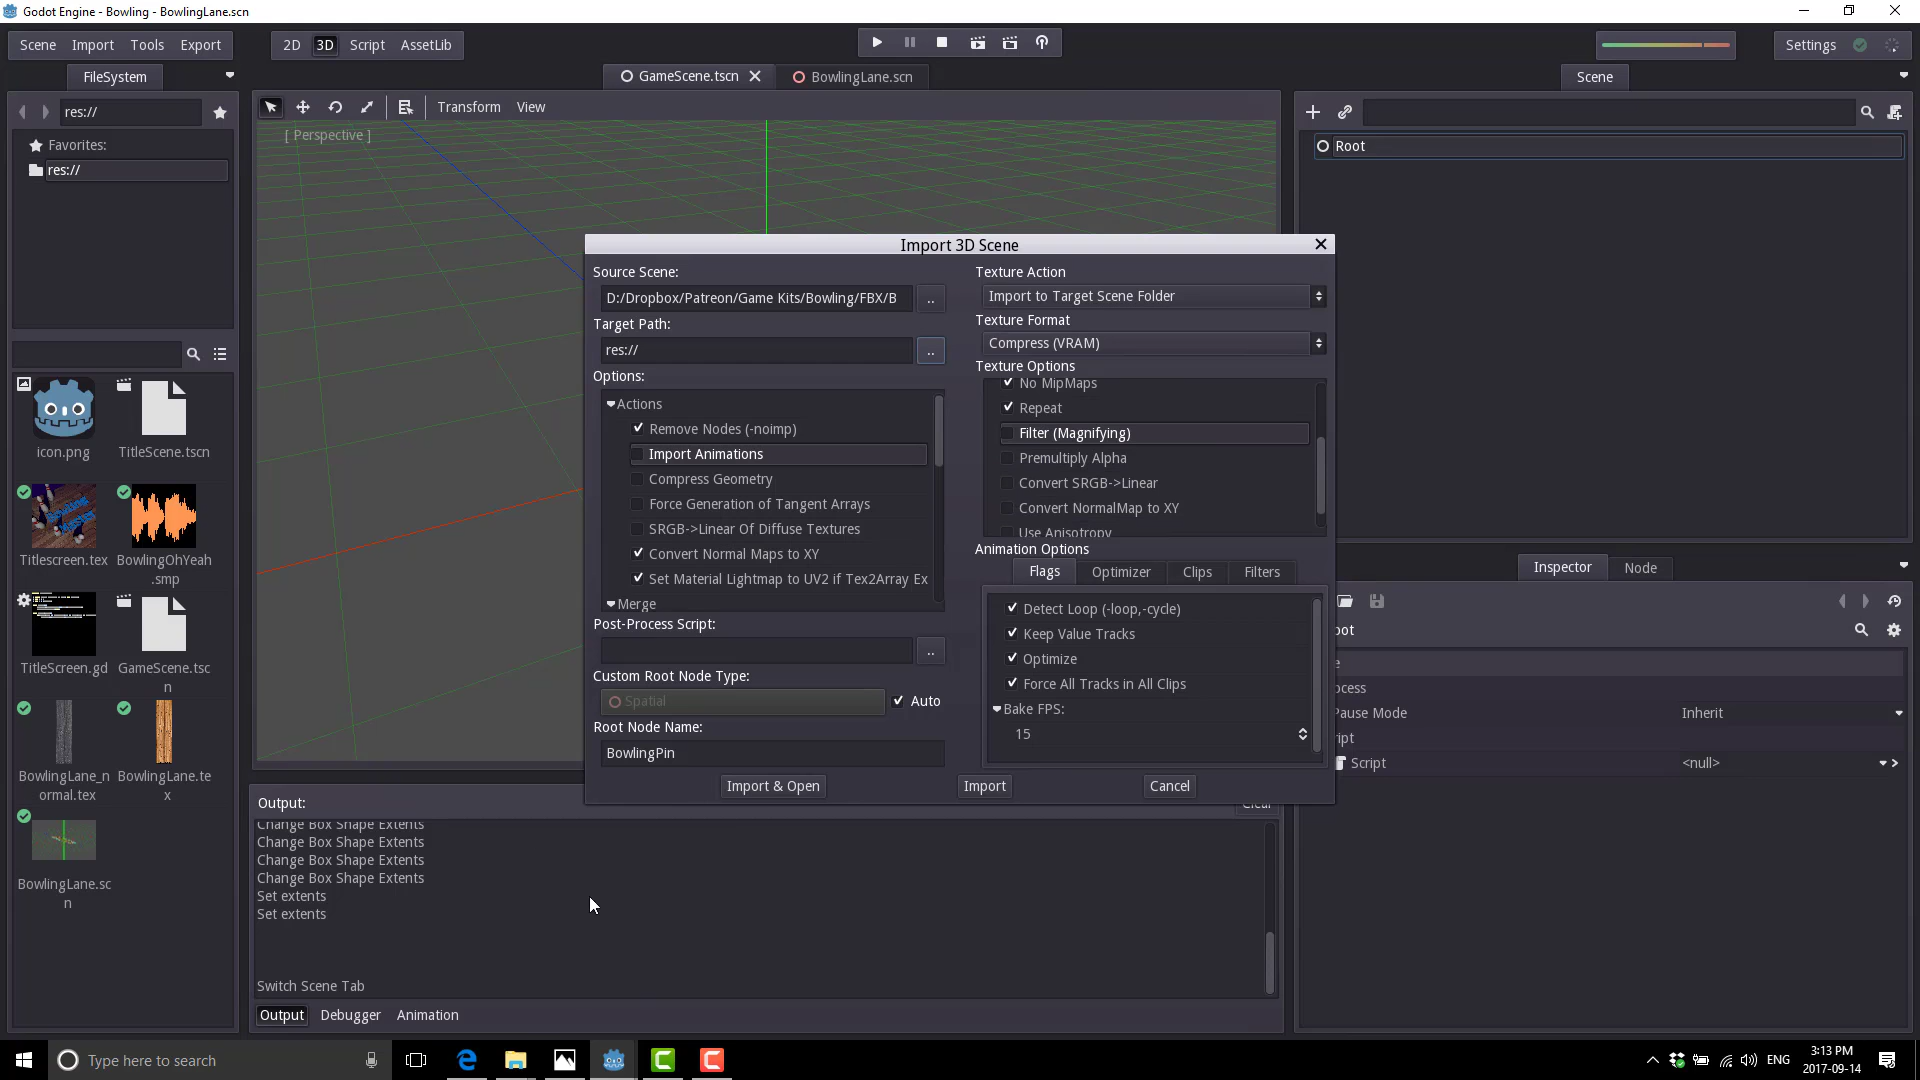 Godot Engine - Bowling - BowlingLane.scn
Scene Import Tools Export
2D 3D Script AssetLib
Settings
FileSystem
GameScene.tscn
BowlingLane.scn
Scene
res://
Transform View
Favorites:
res://
[ Perspective ]
Root
Import 3D Scene
Source Scene:
D:/Dropbox/Patreon/Game Kits/Bowling/FBX/B
..
Target Path:
res://
..
Options:
Actions
Remove Nodes (-noimp)
Import Animations
Compress Geometry
Force Generation of Tangent Arrays
SRGB->Linear Of Diffuse Textures
Convert Normal Maps to XY
Set Material Lightmap to UV2 if Tex2Array Ex
Merge
Post-Process Script:
..
Custom Root Node Type:
Spatial
Auto
Root Node Name:
BowlingPin
Texture Action
Import to Target Scene Folder
Texture Format
Compress (VRAM)
Texture Options
No MipMaps
Repeat
Filter (Magnifying)
Premultiply Alpha
Convert SRGB->Linear
Convert NormalMap to XY
Use Anisotropy
Animation Options
Flags Optimizer Clips Filters
Detect Loop (-loop,-cycle)
Keep Value Tracks
Optimize
Force All Tracks in All Clips
Bake FPS:
15
Import & Open Import Cancel
icon.png
TitleScene.tscn
Titlescreen.tex
BowlingOhYeah
.smp
TitleScreen.gd
GameScene.tsc
n
BowlingLane_n
ormal.tex
BowlingLane.te
x
BowlingLane.sc
n
Inspector Node
oot
e
ocess
Pause Mode
Inherit
ript
Script
<null>
Output:
Clear
Change Box Shape Extents
Change Box Shape Extents
Change Box Shape Extents
Change Box Shape Extents
Set extents
Set extents
Switch Scene Tab
Output Debugger Animation
Type here to search
ENG
3:13 PM
2017-09-14